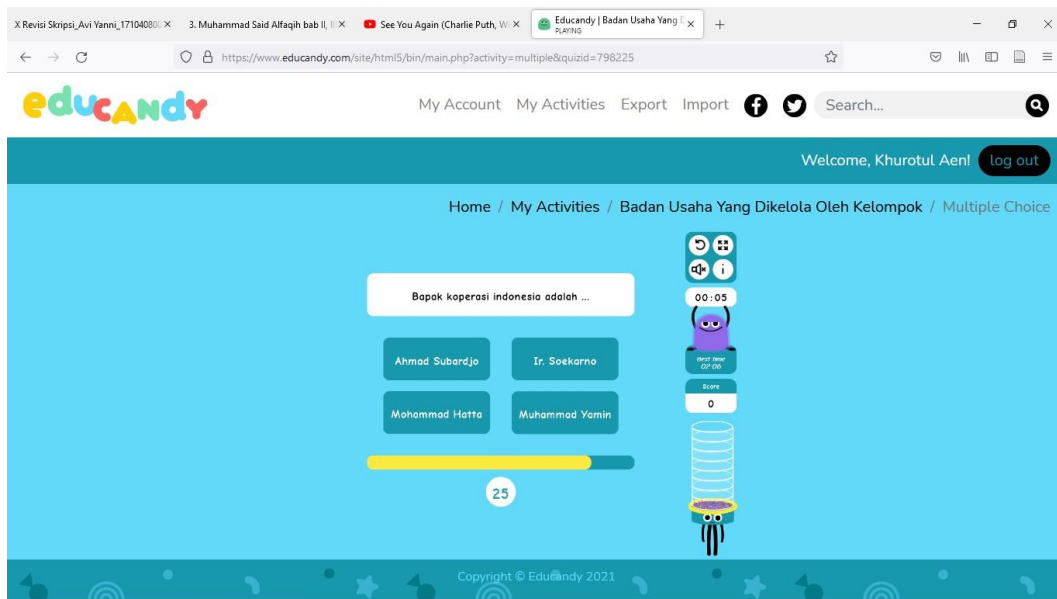 X Revisi Skripsi_Avi Yanni_17104080
3. Muhammad Said Alfaqih bab II, II
See You Again (Charlie Puth, Wi
Educandy | Badan Usaha Yang D
PLAYING
https://www.educandy.com/site/html5/bin/main.php?activity=multiple&quizid=798225
educandy
My Account My Activities Export Import
Search...
Welcome, Khurotul Aen! log out
Home / My Activities / Badan Usaha Yang Dikelola Oleh Kelompok / Multiple Choice
Bapak koperasi indonesia adalah ...
00:05
Ahmad Subardjo
Ir. Soekarno
Best time
02:06
Score
0
Mohammad Hatta
Muhammad Yamin
25
Copyright © Educandy 2021